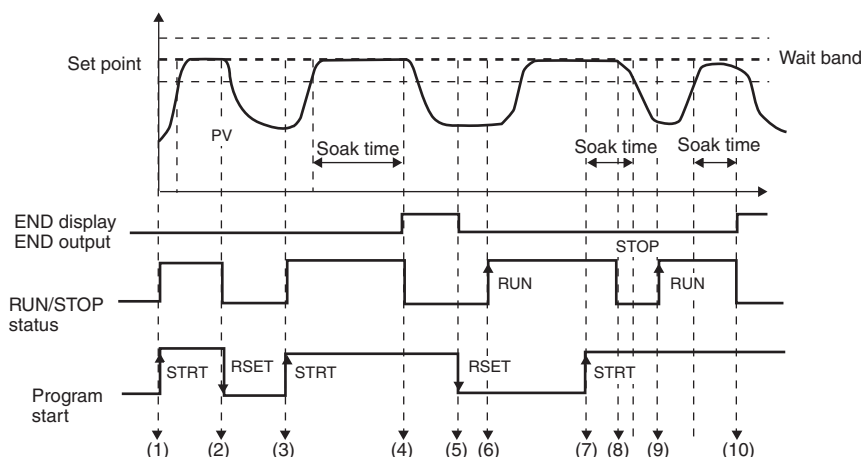 Set point
Wait band
PV
Soak time
Soak time
Soak time
END display
END output
STOP
RUN
RUN
RUN/STOP
status
STRT
RSET
STRT
RSET
STRT
Program
start
(1) (2) (3) (4) (5) (6) (7) (8) (9) (10)